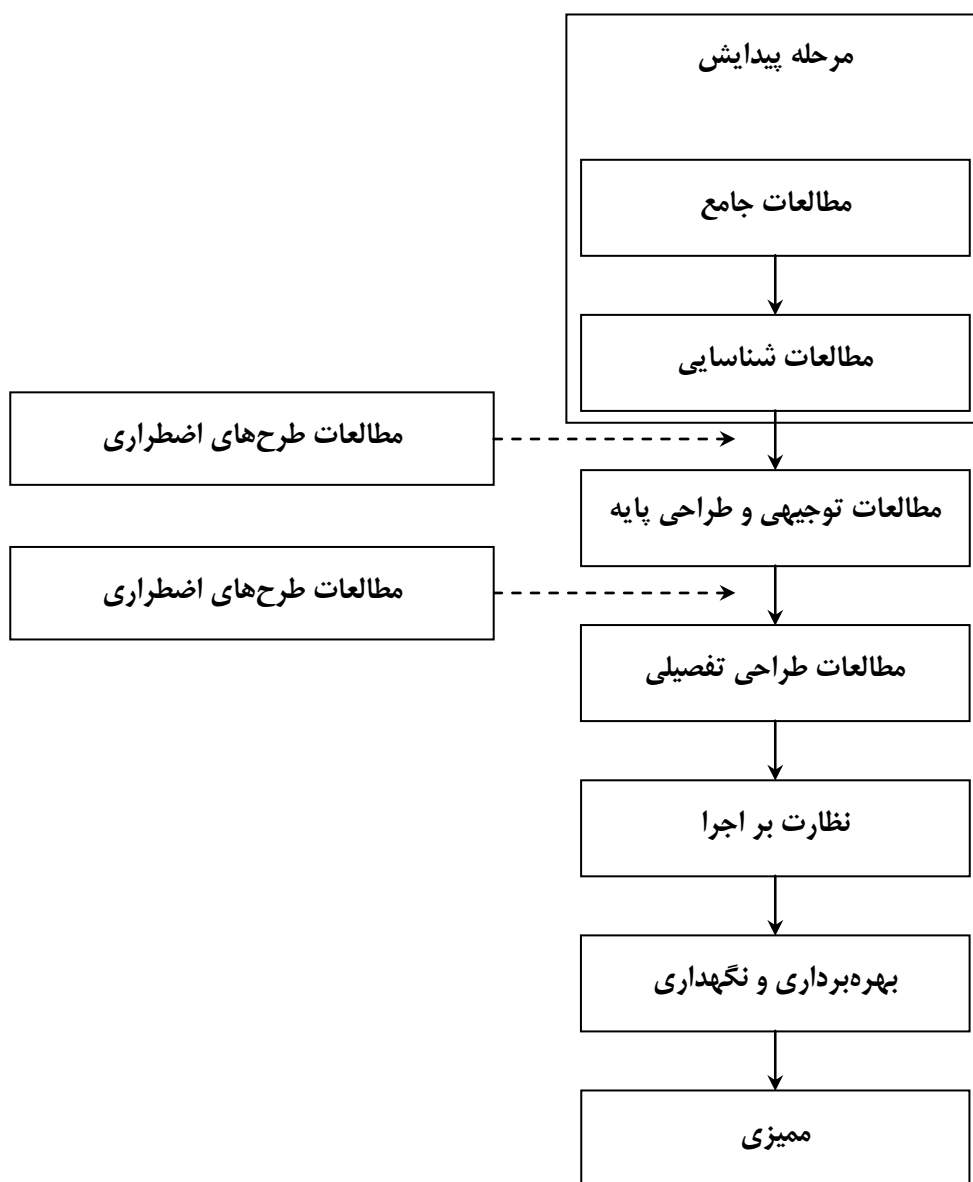 مرحله پیدایش
مطالعات جامع
مطالعات شناسایی
مطالعات طرح‌های اضطراری
مطالعات توجیهی و طراحی پایه
مطالعات طرح‌های اضطراری
مطالعات طراحی تفصیلی
نظارت بر اجرا
بهره‌برداری و نگهداری
ممیزی